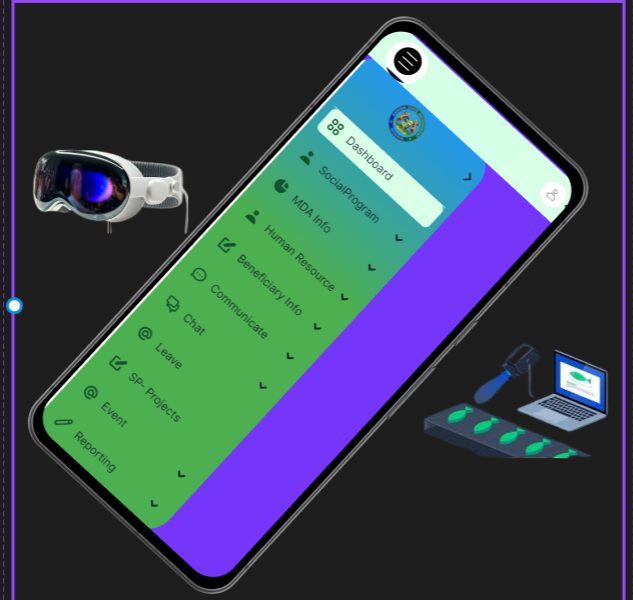 Dashboard
SocialProgram
MDA Info
Human Resource
Beneficiary Info
Communicate
Chat
Leave
SP- Projects
Event
Reporting